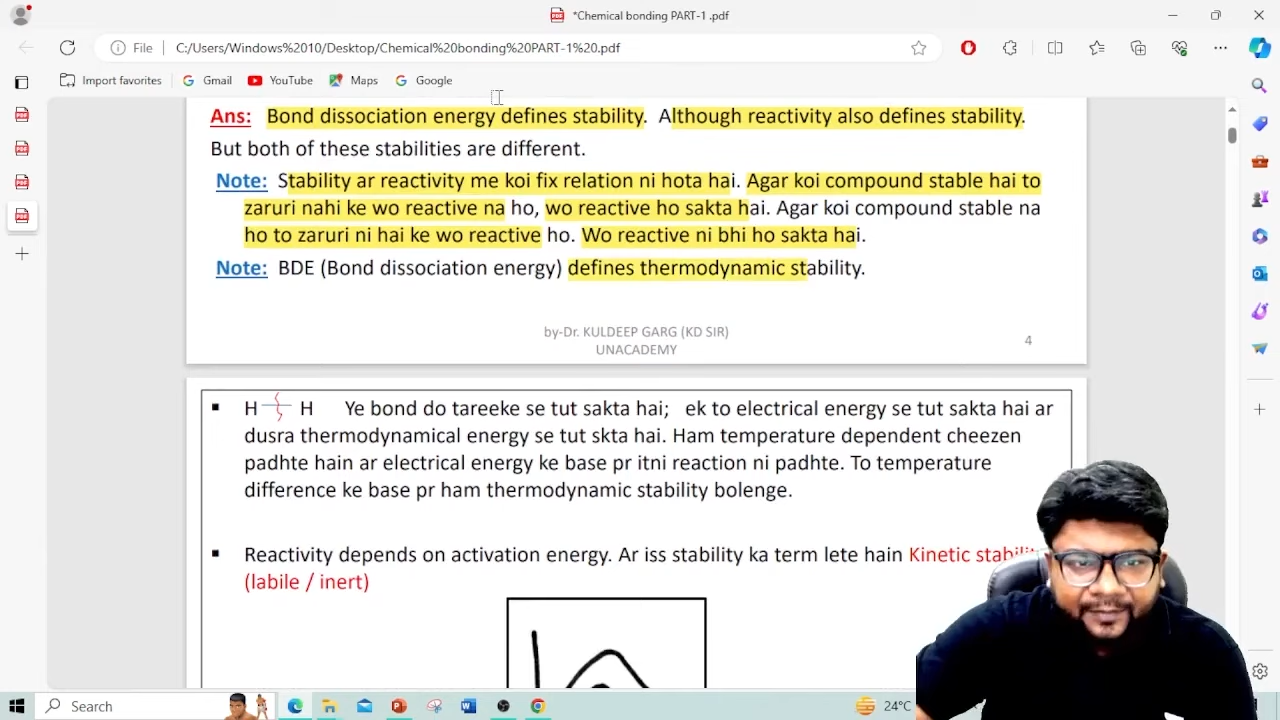 *Chemical bonding PART-1 .pdf
File C:/Users/Windows%2010/Desktop/Chemical%20bonding%20PART-1%20.pdf
Import favorites Gmail YouTube Maps Google
Ans: Bond dissociation energy defines stability. Although reactivity also defines stability.
But both of these stabilities are different.
Note: Stability ar reactivity me koi fix relation ni hota hai. Agar koi compound stable hai to
zaruri nahi ke wo reactive na ho, wo reactive ho sakta hai. Agar koi compound stable na
ho to zaruri ni hai ke wo reactive ho. Wo reactive ni bhi ho sakta hai.
Note: BDE (Bond dissociation energy) defines thermodynamic stability.
by-Dr. KULDEEP GARG (KD SIR)
UNACADEMY
4
▪ H H Ye bond do tareeke se tut sakta hai; ek to electrical energy se tut sakta hai ar
dusra thermodynamical energy se tut skta hai. Ham temperature dependent cheezen
padhte hain ar electrical energy ke base pr itni reaction ni padhte. To temperature
difference ke base pr ham thermodynamic stability bolenge.
▪ Reactivity depends on activation energy. Ar iss stability ka term lete hain Kinetic
(labile / inert)
Search
24°C